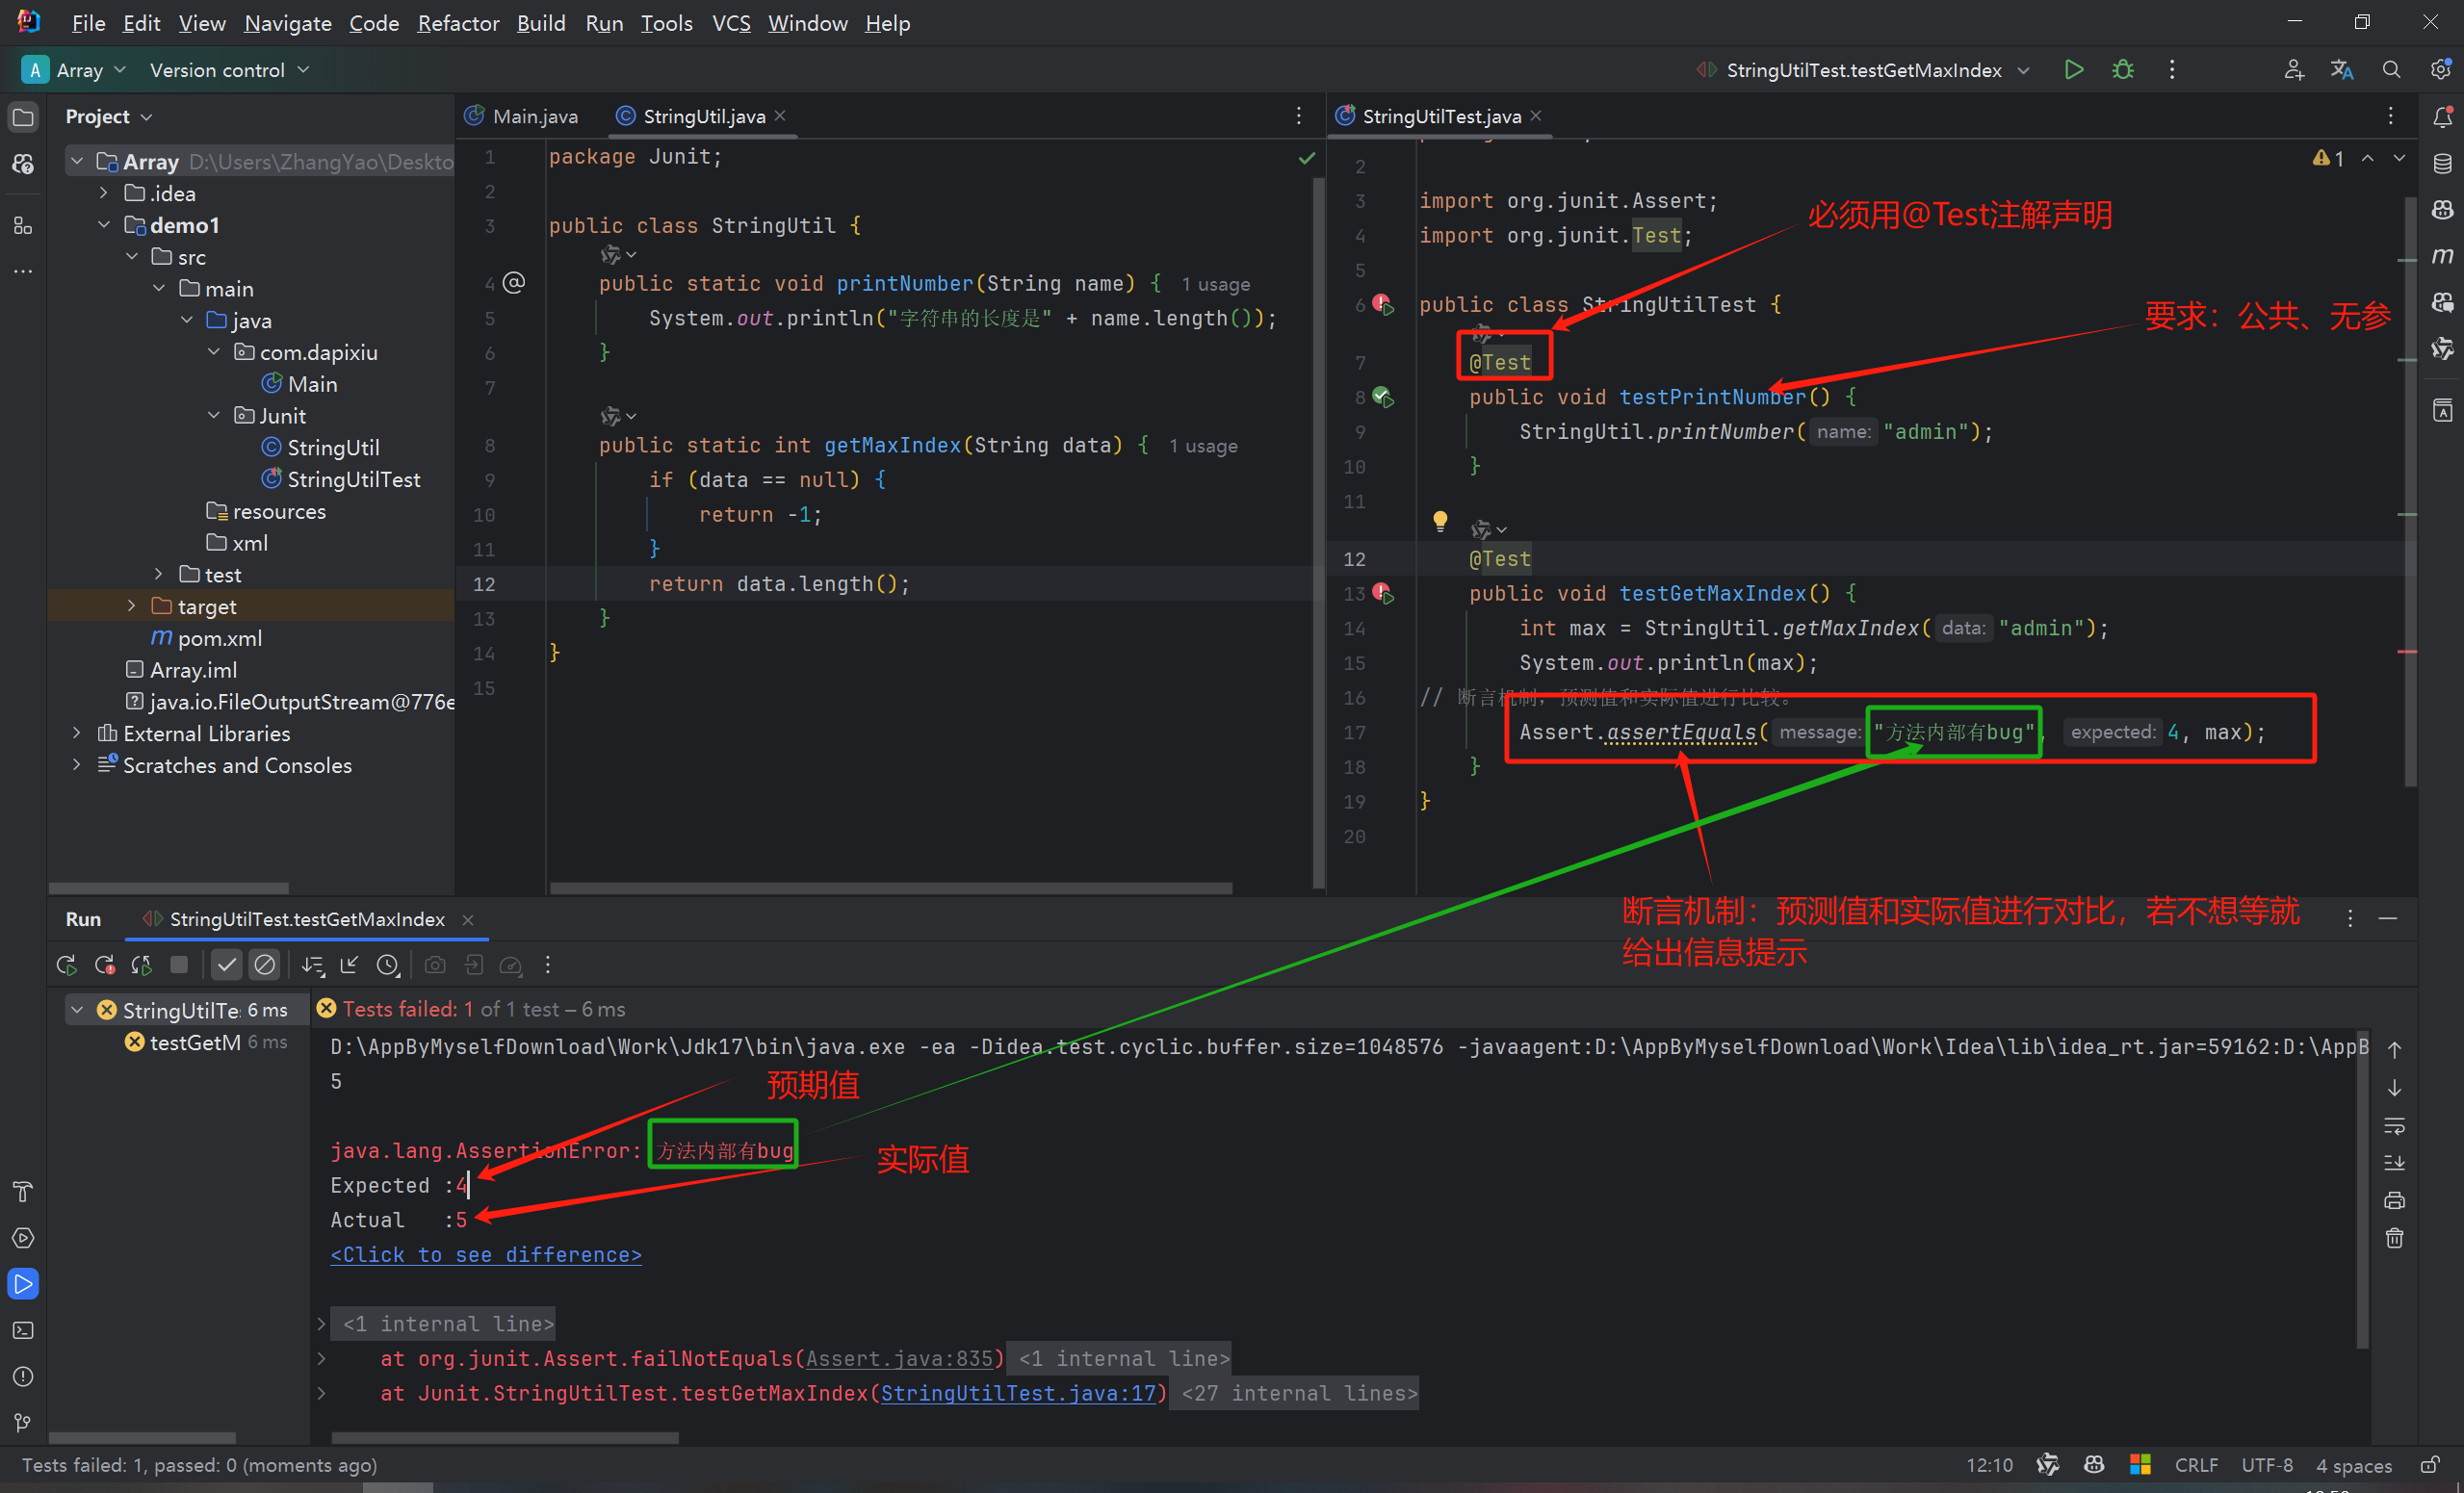 File Edit View Navigate Code Refactor Build Run Tools VCS Window Help
A Array Version control StringUtilTest.testGetMaxIndex
Project
Array D:\Users\ZhangYao\Deskto
.idea
demo1
src
main
java
com.dapixiu
Main
Junit
StringUtil
StringUtilTest
resources
xml
test
target
m pom.xml
Array.iml
java.io.FileOutputStream@776e
External Libraries
Scratches and Consoles
Main.java StringUtil.java
1 package Junit;
2
3 public class StringUtil {
4 public static void printNumber(String name) { 1 usage
5 System.out.println("字符串的长度是" + name.length());
6 }
7
8 public static int getMaxIndex(String data) { 1 usage
9 if (data == null) {
10 return -1;
11 }
12 return data.length();
13 }
14 }
15
StringUtilTest.java
1
2
3 import org.junit.Assert;
4 import org.junit.Test;
5
6 public class StringUtilTest {
7 @Test
8 public void testPrintNumber() {
9 StringUtil.printNumber( name: "admin");
10 }
11
12 @Test
13 public void testGetMaxIndex() {
14 int max = StringUtil.getMaxIndex( data: "admin");
15 System.out.println(max);
16 // 断言机制，预测值和实际值进行比较。
17 Assert.assertEquals( message: "方法内部有bug", expected: 4, max);
18 }
19 }
20
必须用@Test注解声明
要求：公共、无参
断言机制：预测值和实际值进行对比，若不想等就
给出信息提示
Run StringUtilTest.testGetMaxIndex
StringUtilTe 6 ms
testGetM 6 ms
Tests failed: 1 of 1 test – 6 ms
D:\AppByMyselfDownload\Work\Jdk17\bin\java.exe -ea -Didea.test.cyclic.buffer.size=1048576 -javaagent:D:\AppByMyselfDownload\Work\Idea\lib\idea_rt.jar=59162:D:\AppB
5
预期值
java.lang.AssertionError: 方法内部有bug
实际值
Expected :4
Actual :5
<Click to see difference>
<1 internal line>
at org.junit.Assert.failNotEquals(Assert.java:835) <1 internal line>
at Junit.StringUtilTest.testGetMaxIndex(StringUtilTest.java:17) <27 internal lines>
Tests failed: 1, passed: 0 (moments ago)
12:10 CRLF UTF-8 4 spaces